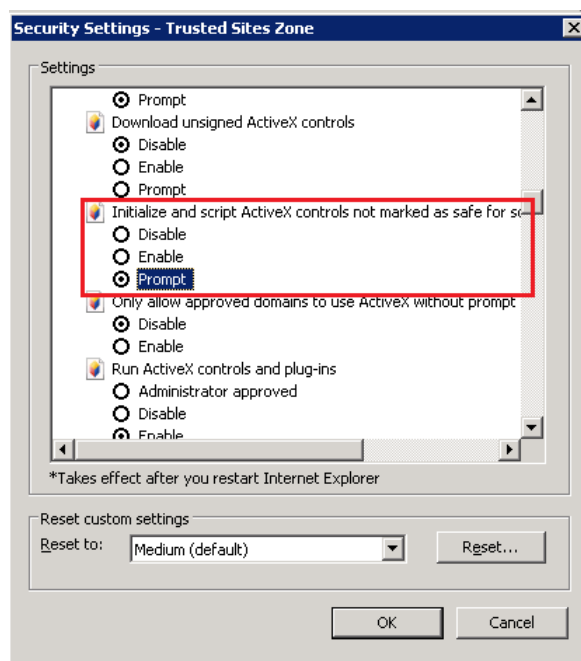 Security Settings - Trusted Sites Zone
Settings
Prompt
Download unsigned ActiveX controls
Disable
Enable
Prompt
Initialize and script ActiveX controls not marked as safe for
Disable
Enable
Prompt
Only allow approved domains to use ActiveX without prompt
Disable
Enable
Run ActiveX controls and plug-ins
Administrator approved
Disable
Enable
*Takes effect after you restart Internet Explorer
Reset custom settings
Reset to: Medium (default) Reset...
OK Cancel